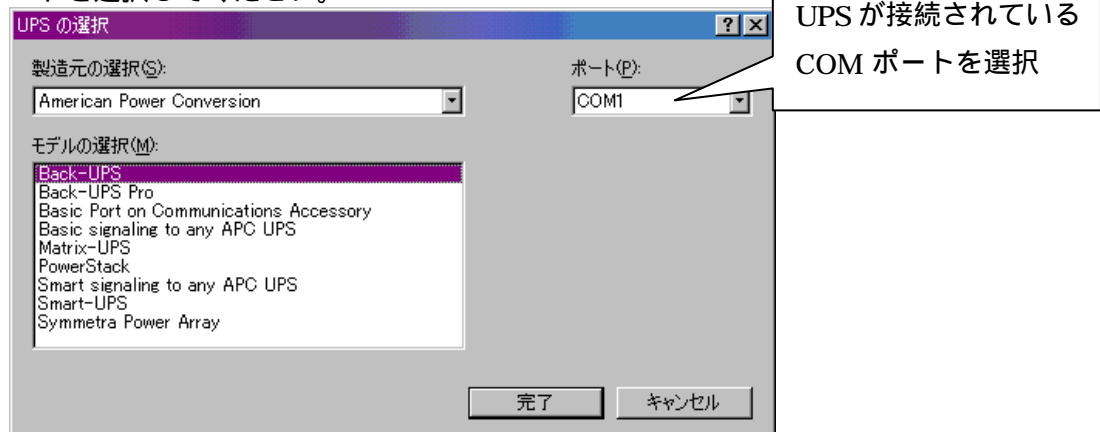 UPS の選択
UPS が接続されている
COM ポートを選択
製造元の選択(S):
ポート(P):
American Power Conversion
COM1
モデルの選択(M):
Back-UPS
Back-UPS Pro
Basic Port on Communications Accessory
Basic signaling to any APC UPS
Matrix-UPS
PowerStack
Smart signaling to any APC UPS
Smart-UPS
Symmetra Power Array
完了
キャンセル